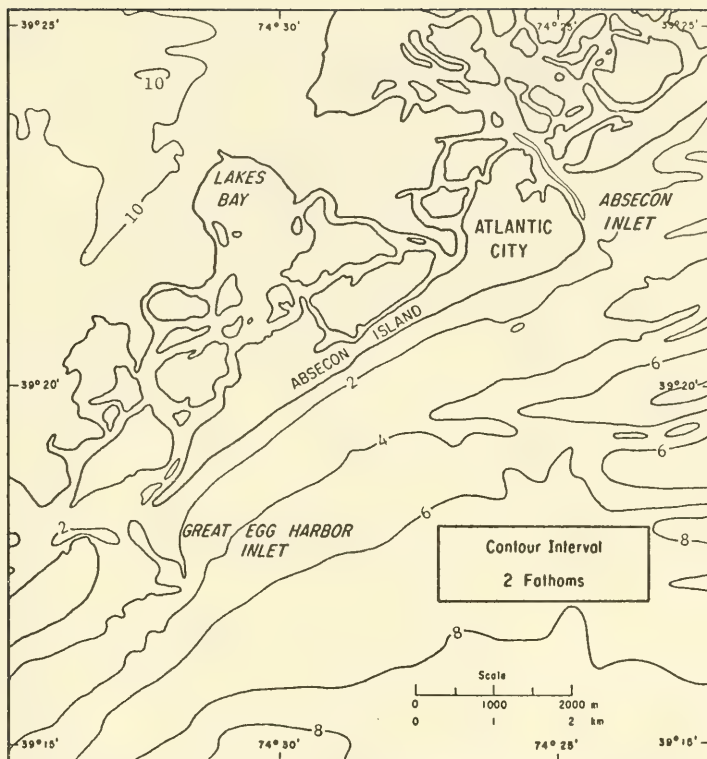 39°25'
74°30'
74°25'
39°25'
10
10
LAKES
BAY
ABSECON
INLET
ATLANTIC
CITY
ABSECON ISLAND
39°20'
2
6
39°20'
4
6
6
2
GREAT EGG HARBOR
INLET
8
Contour Interval
2 Fathoms
8
Scale
0 1000 2000 m
0 1 2 km
8
39°15'
74°30'
74°25'
39°15'